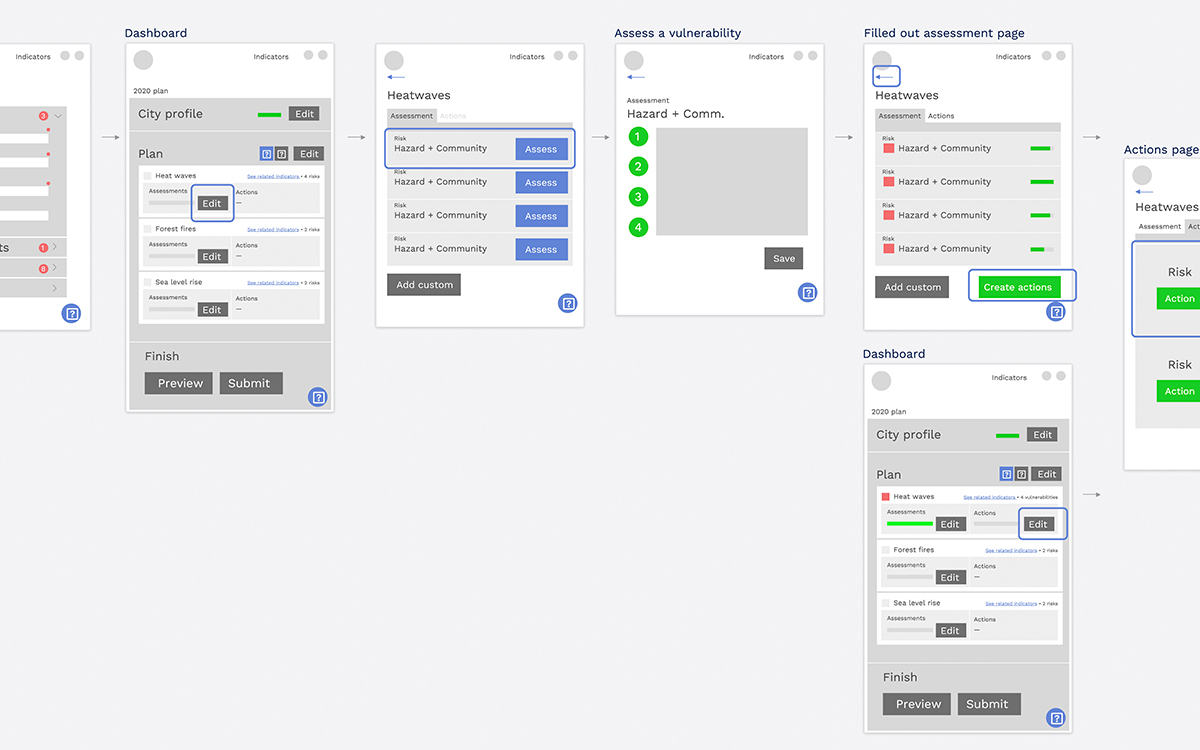 Indicators
3
ts
1
8
?
Dashboard
Indicators
2020 plan
City profile
Edit
Plan
? ? Edit
Heat waves
See related indicators • 4 risks
Assessments
Edit
Actions
—
Forest fires
See related indicators • 2 risks
Assessments
Edit
Actions
—
Sea level rise
See related indicators • 2 risks
Assessments
Edit
Actions
—
Finish
Preview
Submit
?
Indicators
Heatwaves
Assessment
Actions
Risk
Hazard + Community
Assess
Risk
Hazard + Community
Assess
Risk
Hazard + Community
Assess
Risk
Hazard + Community
Assess
Add custom
?
Assess a vulnerability
Indicators
Assessment
Hazard + Comm.
1
2
3
4
Save
?
Filled out assessment page
Indicators
Heatwaves
Assessment
Actions
Risk
Hazard + Community
Risk
Hazard + Community
Risk
Hazard + Community
Risk
Hazard + Community
Add custom
Create actions
?
Dashboard
Indicators
2020 plan
City profile
Edit
Plan
? ? Edit
Heat waves
See related indicators • 4 vulnerabilities
Assessments
Edit
Actions
Edit
Forest fires
See related indicators • 2 risks
Assessments
Edit
Actions
—
Sea level rise
See related indicators • 2 risks
Assessments
Edit
Actions
—
Finish
Preview
Submit
?
Actions page
Heatwaves
Assessment
Act
Risk
Action
Risk
Action